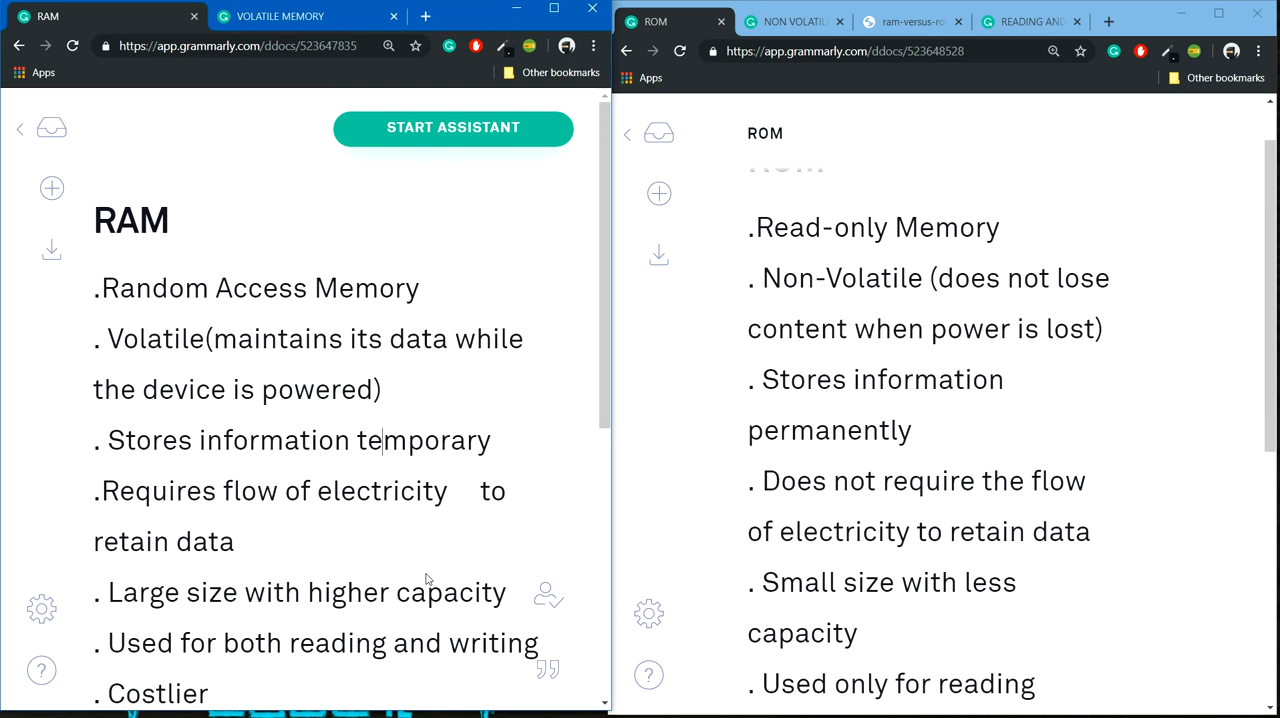 RAM
VOLATILE MEMORY
https://app.grammarly.com/ddocs/523647835
Apps
Other bookmarks
START ASSISTANT
RAM
.Random Access Memory
. Volatile(maintains its data while
the device is powered)
. Stores information temporary
.Requires flow of electricity to
retain data
. Large size with higher capacity
. Used for both reading and writing
. Costlier
ROM
NON VOLATIL
ram-versus-ro
READING AND
https://app.grammarly.com/ddocs/523648528
Apps
Other bookmarks
ROM
ROM
.Read-only Memory
. Non-Volatile (does not lose
content when power is lost)
. Stores information
permanently
. Does not require the flow
of electricity to retain data
. Small size with less
capacity
. Used only for reading